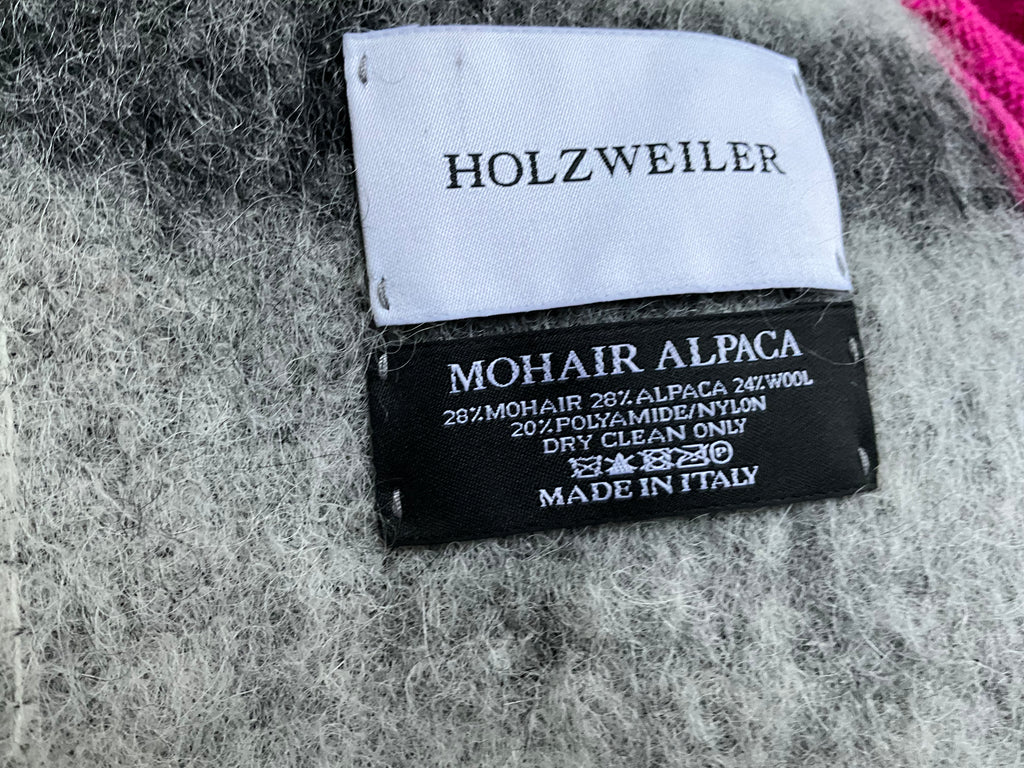 HOLZWEILER
MOHAIR ALPACA
28%MOHAIR 28%ALPACA 24%WOOL
20%POLYAMIDE/NYLON
DRY CLEAN ONLY
P
MADE IN ITALY